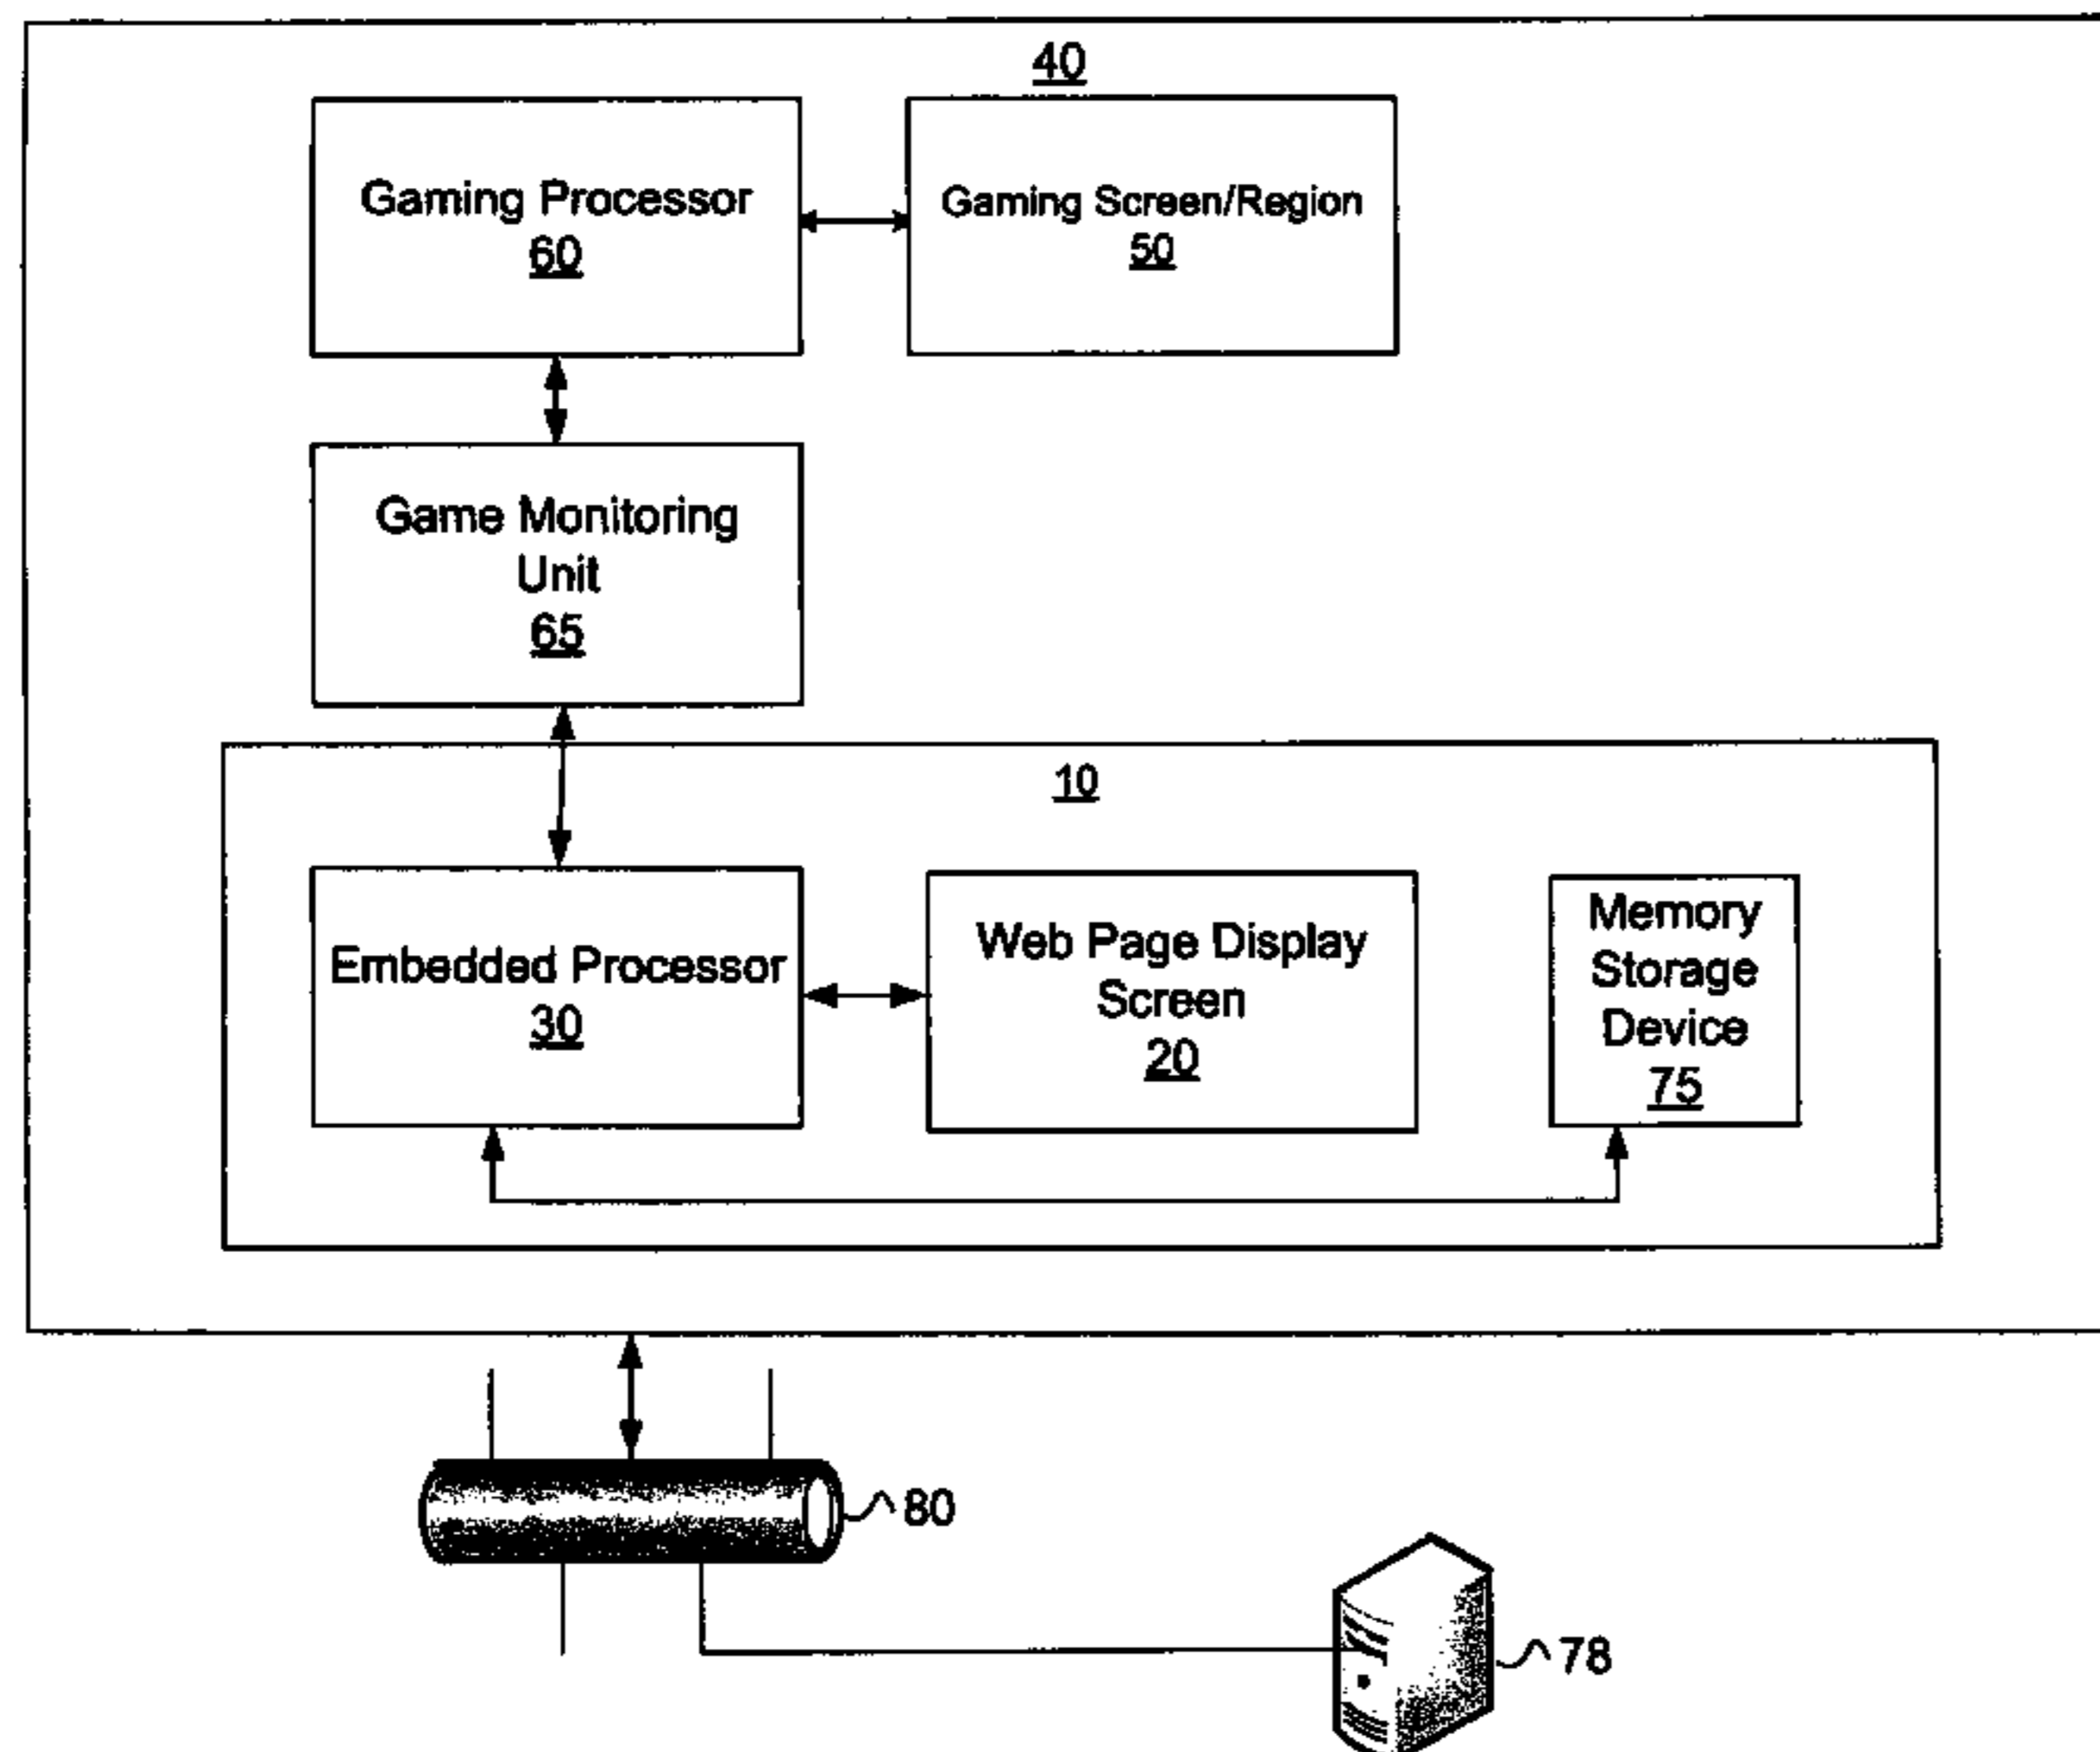 40
Gaming Processor
60
Gaming Screen/Region
50
Game Monitoring
Unit
65
10
Embedded Processor
30
Web Page Display
Screen
20
Memory
Storage
Device
75
80
78